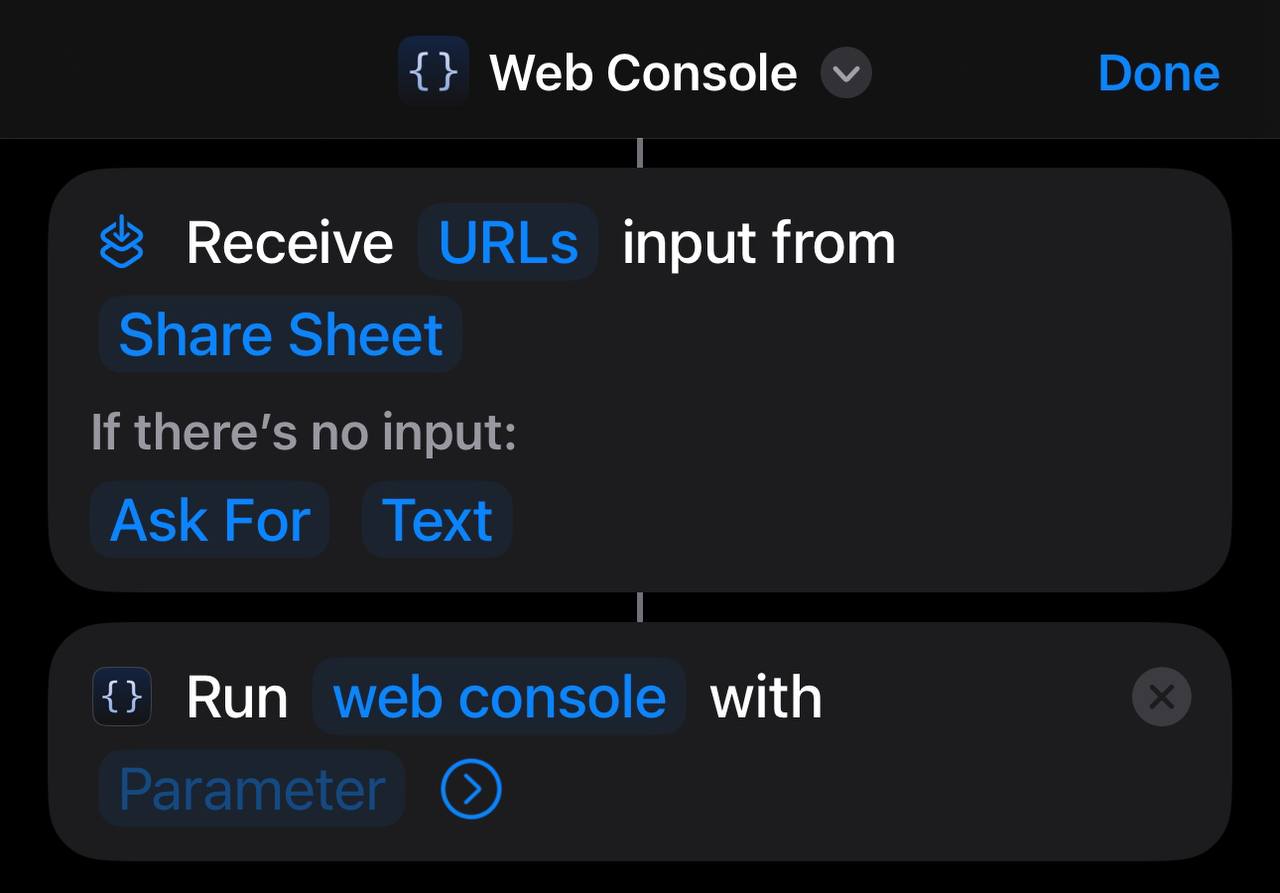 {} Web Console Done
Receive URLs input from
Share Sheet
If there’s no input:
Ask For Text
{} Run web console with
Parameter